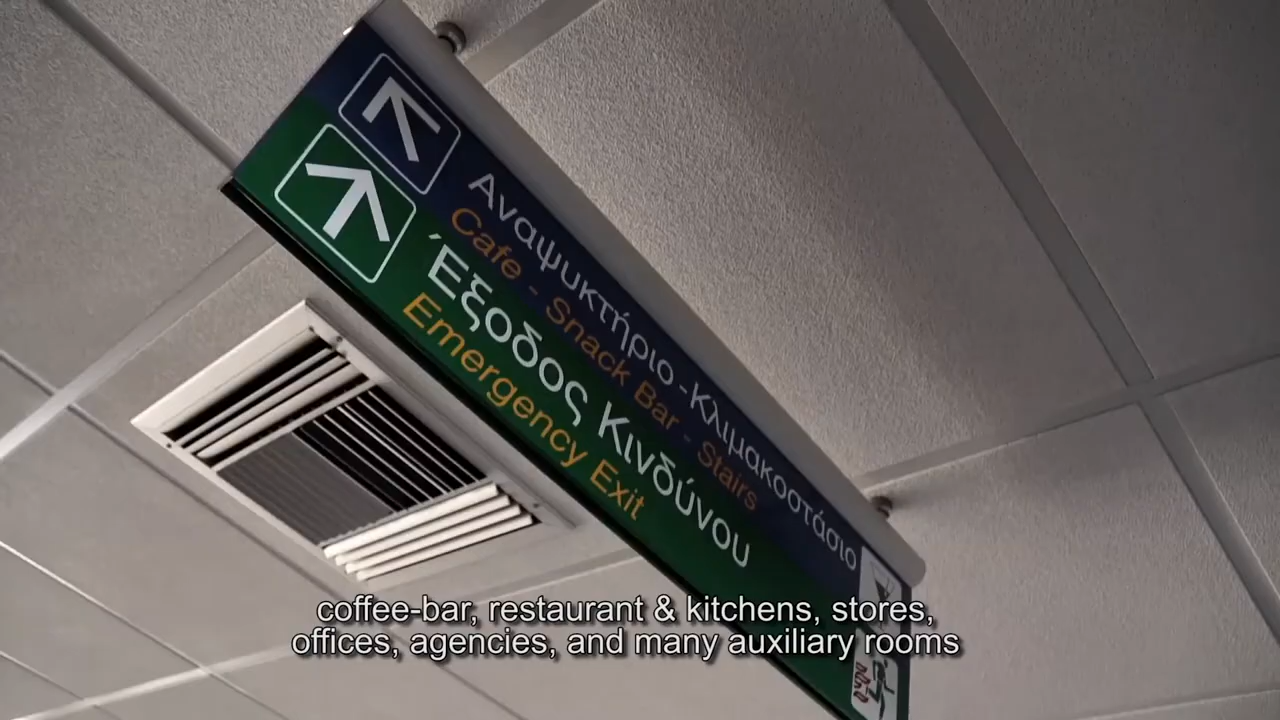 Αναψυκτήριο - Κλιμακοστάσιο
Cafe - Snack Bar - Stairs
Έξοδος Κινδύνου
Emergency Exit
coffee-bar, restaurant & kitchens, stores,
offices, agencies, and many auxiliary rooms